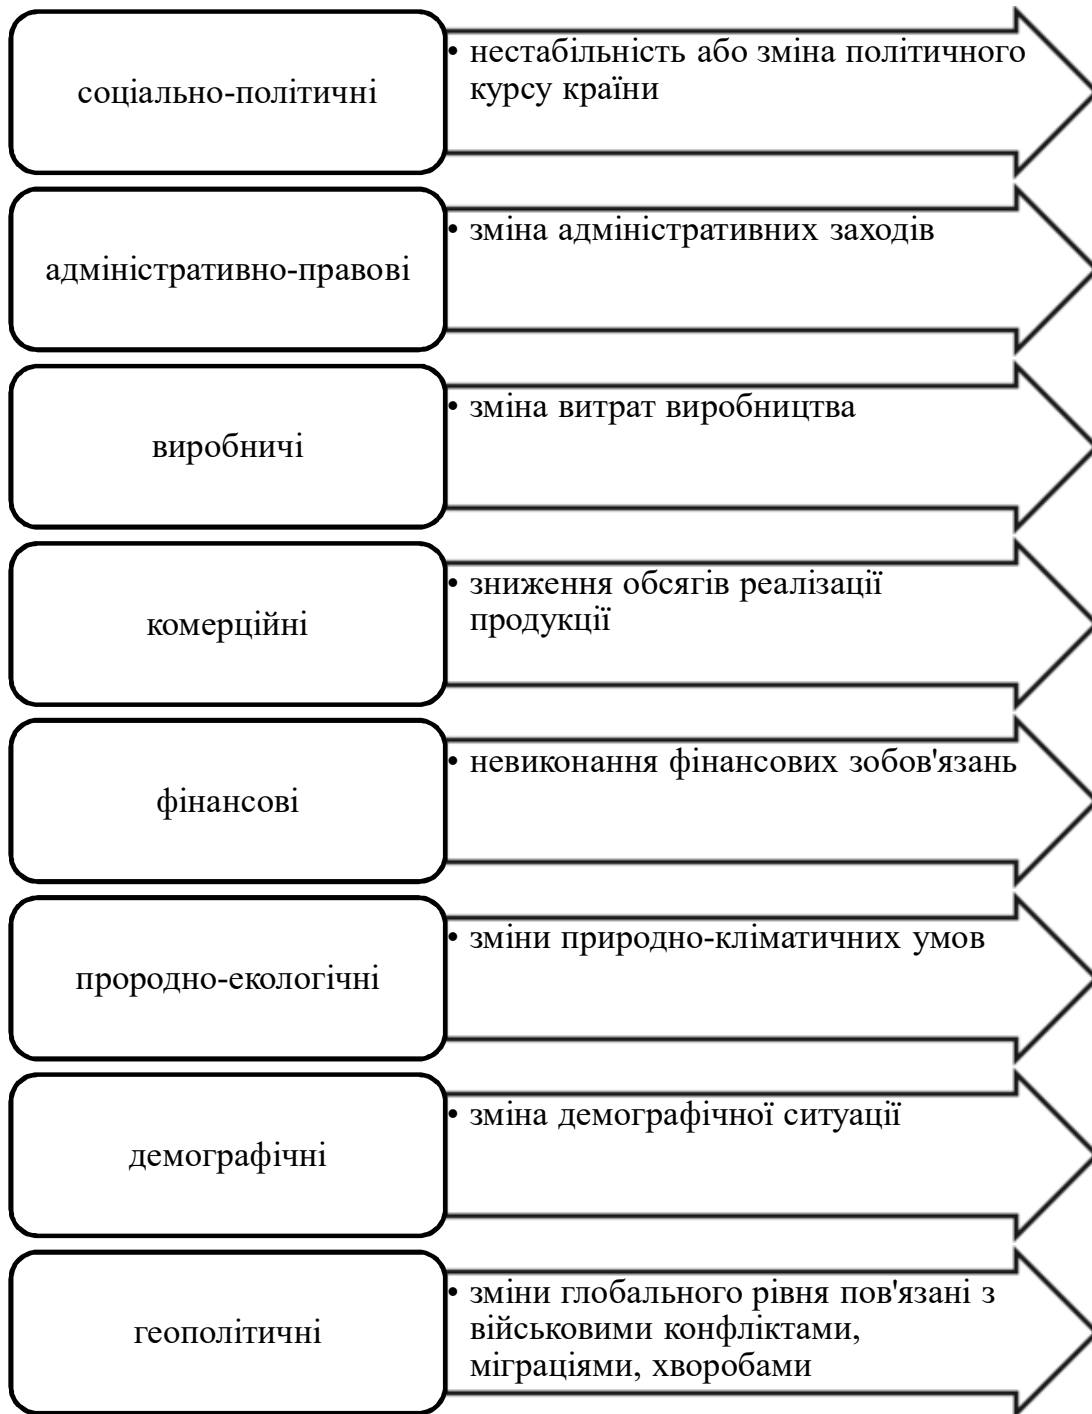 соціально-політичні
• нестабільність або зміна політичного
курсу країни
адміністративно-правові
• зміна адміністративних заходів
виробничі
• зміна витрат виробництва
комерційні
• зниження обсягів реалізації
продукції
фінансові
• невиконання фінансових зобов'язань
прородно-екологічні
• зміни природно-кліматичних умов
демографічні
• зміна демографічної ситуації
геополітичні
• зміни глобального рівня пов'язані з
військовими конфліктами,
міграціями, хворобами